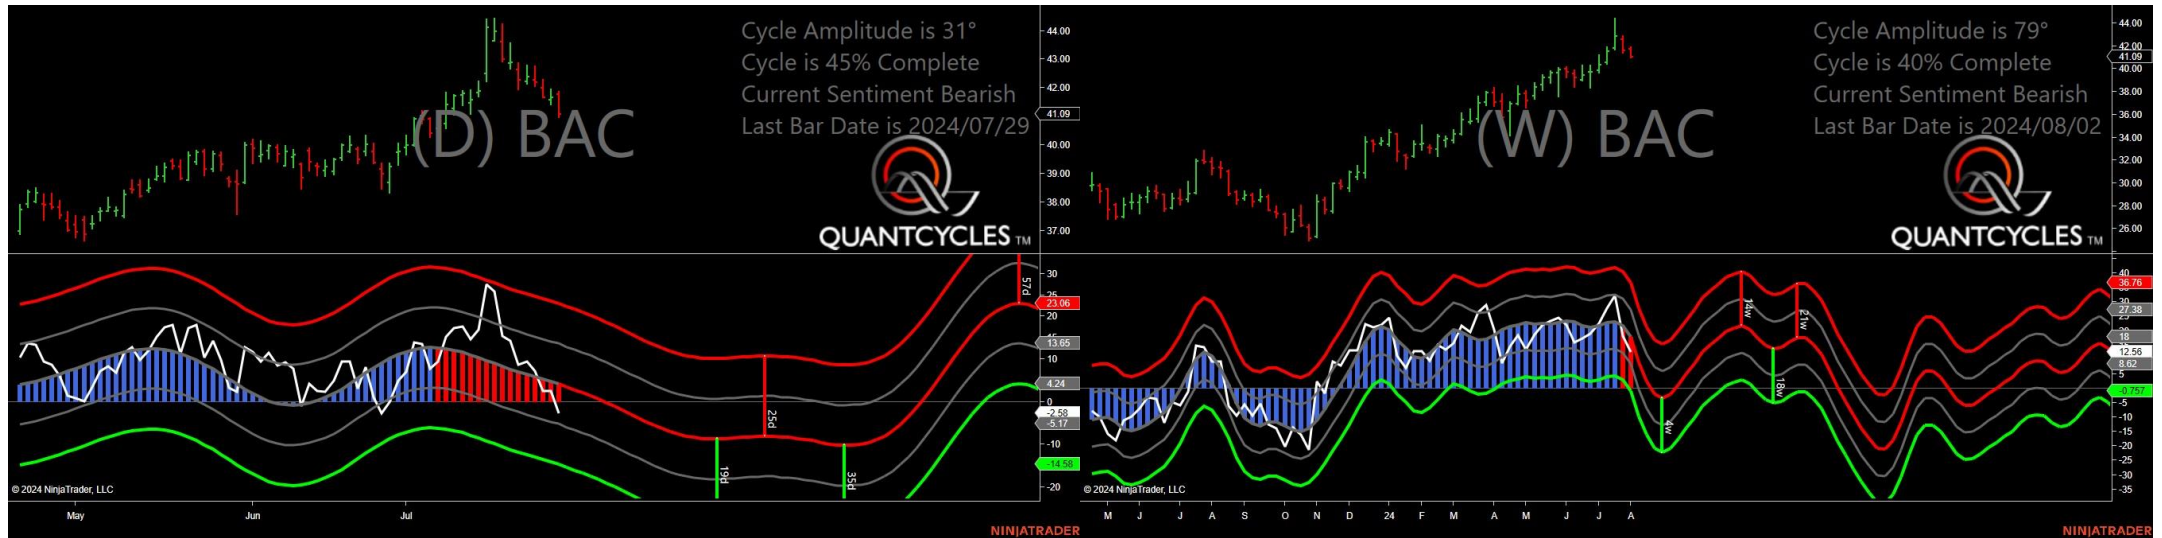 Cycle Amplitude is 31°
Cycle is 45% Complete
Current Sentiment Bearish
Last Bar Date is 2024/07/29
(D) BAC
QUANTCYCLES TM
44.00
43.00
42.00
41.09
40.00
39.00
38.00
37.00
30
25
23.06
20
15
13.65
10
4.24
0
-2.58
-5.17
-10
-14.58
-20
57d
25d
19d
35d
© 2024 NinjaTrader, LLC
May Jun Jul
NINJATRADER
Cycle Amplitude is 79°
Cycle is 40% Complete
Current Sentiment Bearish
Last Bar Date is 2024/08/02
(W) BAC
QUANTCYCLES TM
44.00
42.00
41.09
40.00
38.00
36.00
34.00
32.00
30.00
28.00
26.00
40
36.76
27.38
18
12.56
8.62
5
-0.757
-5
-10
-15
-20
-25
-30
-35
14w
21w
18w
4w
© 2024 NinjaTrader, LLC
M J J A S O N D 24 F M A M J J A
NINJATRADER